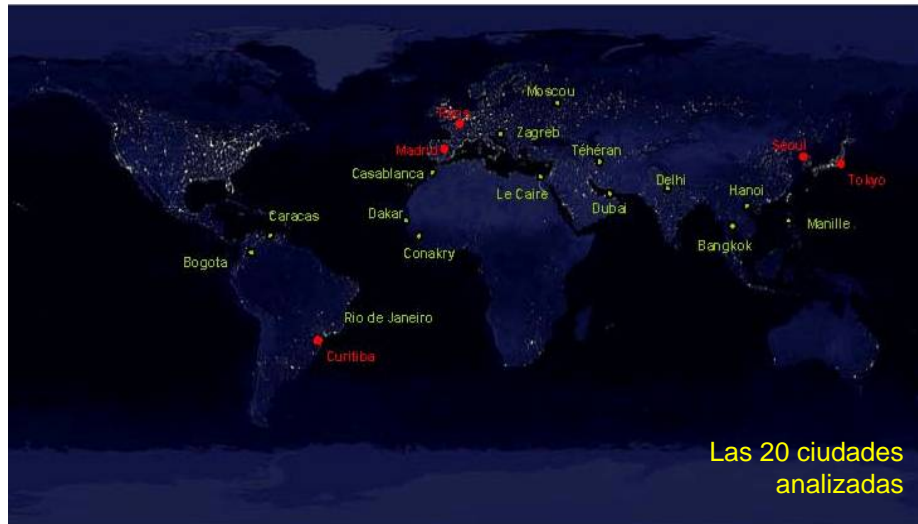 Moscou
Paris
Zagreb
Madrid
Téhéran
Séoul
Casablanca
Tokyo
Le Caire
Delhi
Hanoi
Dubai
Dakar
Caracas
Manille
Conakry
Bangkok
Bogota
Rio de Janeiro
Curitiba
Las 20 ciudades
analizadas